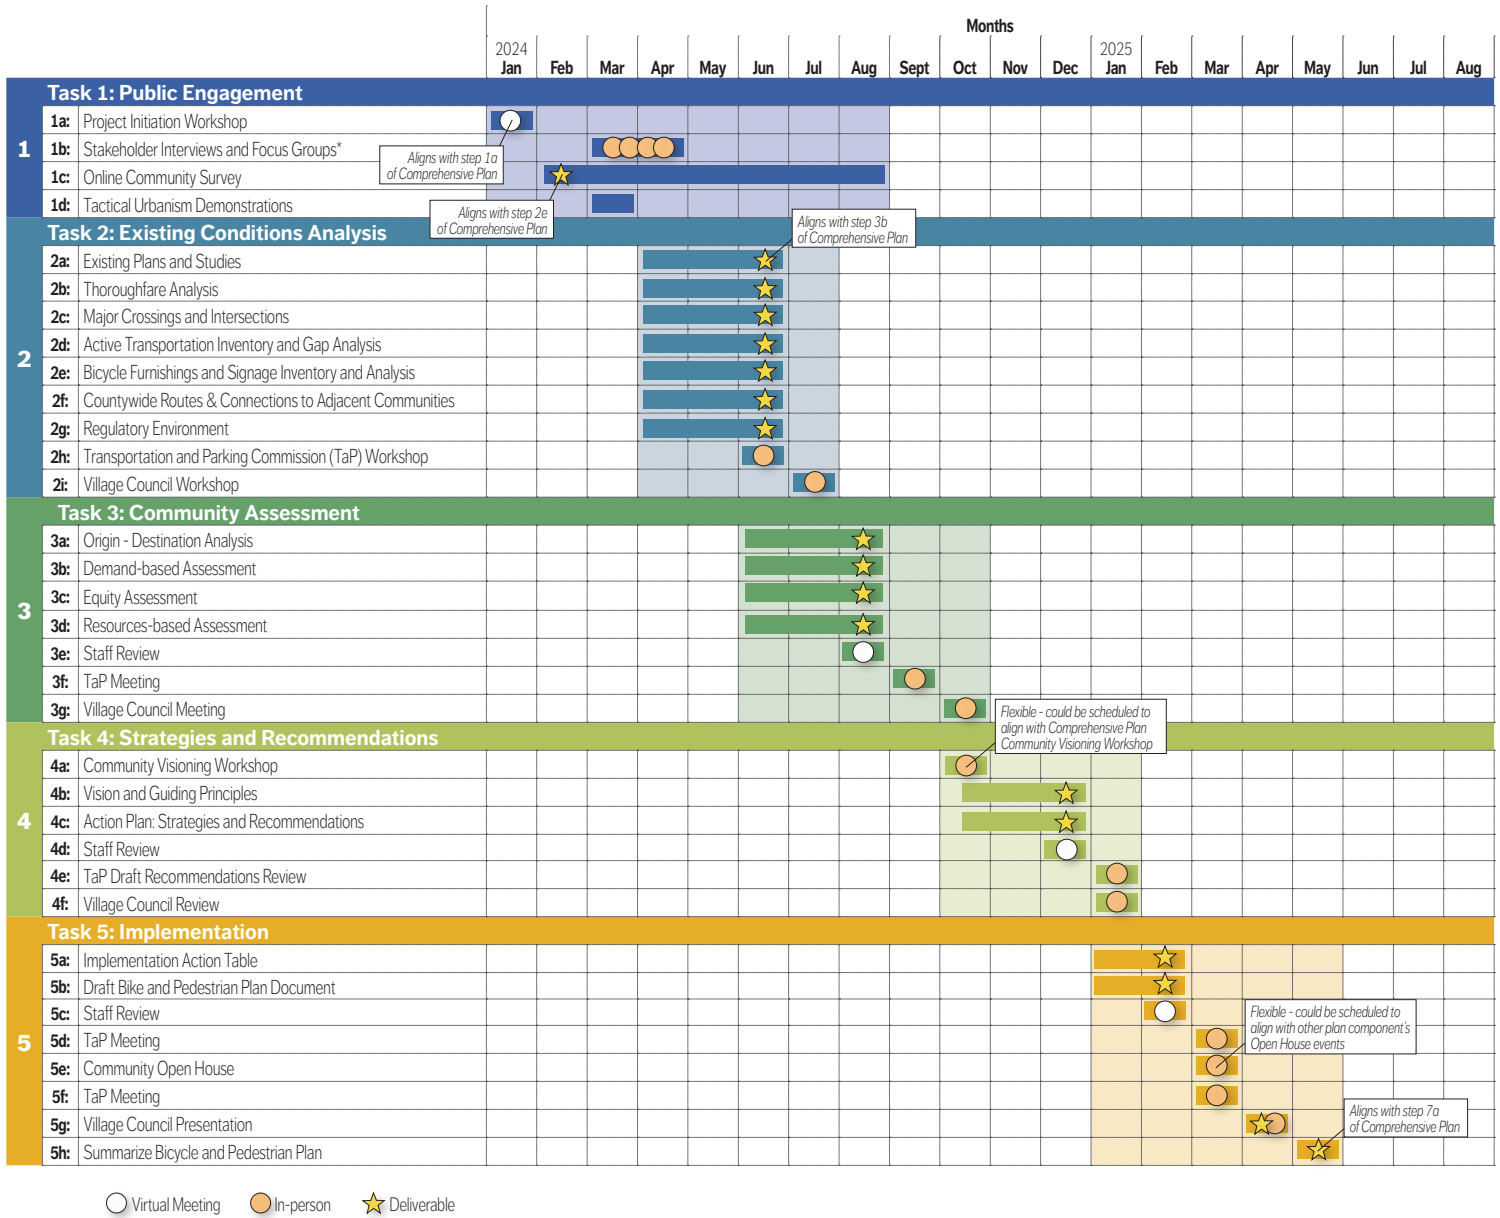 Months
2024
2025
Jan Feb Mar Apr May Jun Jul Aug Sept Oct Nov Dec Jan Feb Mar Apr May Jun Jul Aug
1
Task 1: Public Engagement
1a: Project Initiation Workshop
1b: Stakeholder Interviews and Focus Groups*
Aligns with step 1a
of Comprehensive Plan
1c: Online Community Survey
1d: Tactical Urbanism Demonstrations
Aligns with step 2e
of Comprehensive Plan
2
Task 2: Existing Conditions Analysis
Aligns with step 3b
of Comprehensive Plan
2a: Existing Plans and Studies
2b: Thoroughfare Analysis
2c: Major Crossings and Intersections
2d: Active Transportation Inventory and Gap Analysis
2e: Bicycle Furnishings and Signage Inventory and Analysis
2f: Countywide Routes & Connections to Adjacent Communities
2g: Regulatory Environment
2h: Transportation and Parking Commission (TaP) Workshop
2i: Village Council Workshop
3
Task 3: Community Assessment
3a: Origin - Destination Analysis
3b: Demand-based Assessment
3c: Equity Assessment
3d: Resources-based Assessment
3e: Staff Review
3f: TaP Meeting
3g: Village Council Meeting
Flexible - could be scheduled to
align with Comprehensive Plan
Community Visioning Workshop
4
Task 4: Strategies and Recommendations
4a: Community Visioning Workshop
4b: Vision and Guiding Principles
4c: Action Plan: Strategies and Recommendations
4d: Staff Review
4e: TaP Draft Recommendations Review
4f: Village Council Review
5
Task 5: Implementation
5a: Implementation Action Table
5b: Draft Bike and Pedestrian Plan Document
5c: Staff Review
Flexible - could be scheduled to
align with other plan component's
Open House events
5d: TaP Meeting
5e: Community Open House
5f: TaP Meeting
5g: Village Council Presentation
Aligns with step 7a
of Comprehensive Plan
5h: Summarize Bicycle and Pedestrian Plan
Virtual Meeting In-person Deliverable